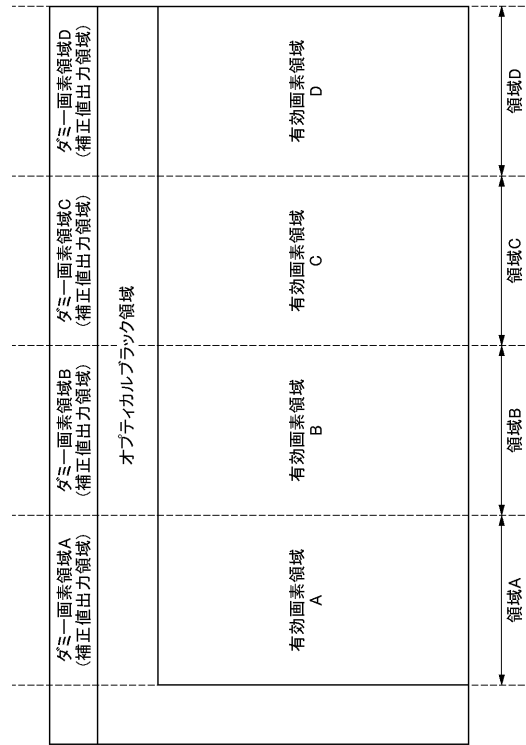 ダミー画素領域A
(補正値出力領域)
ダミー画素領域B
(補正値出力領域)
ダミー画素領域C
(補正値出力領域)
ダミー画素領域D
(補正値出力領域)
オプティカルブラック領域
有効画素領域
A
有効画素領域
B
有効画素領域
C
有効画素領域
D
領域A
領域B
領域C
領域D